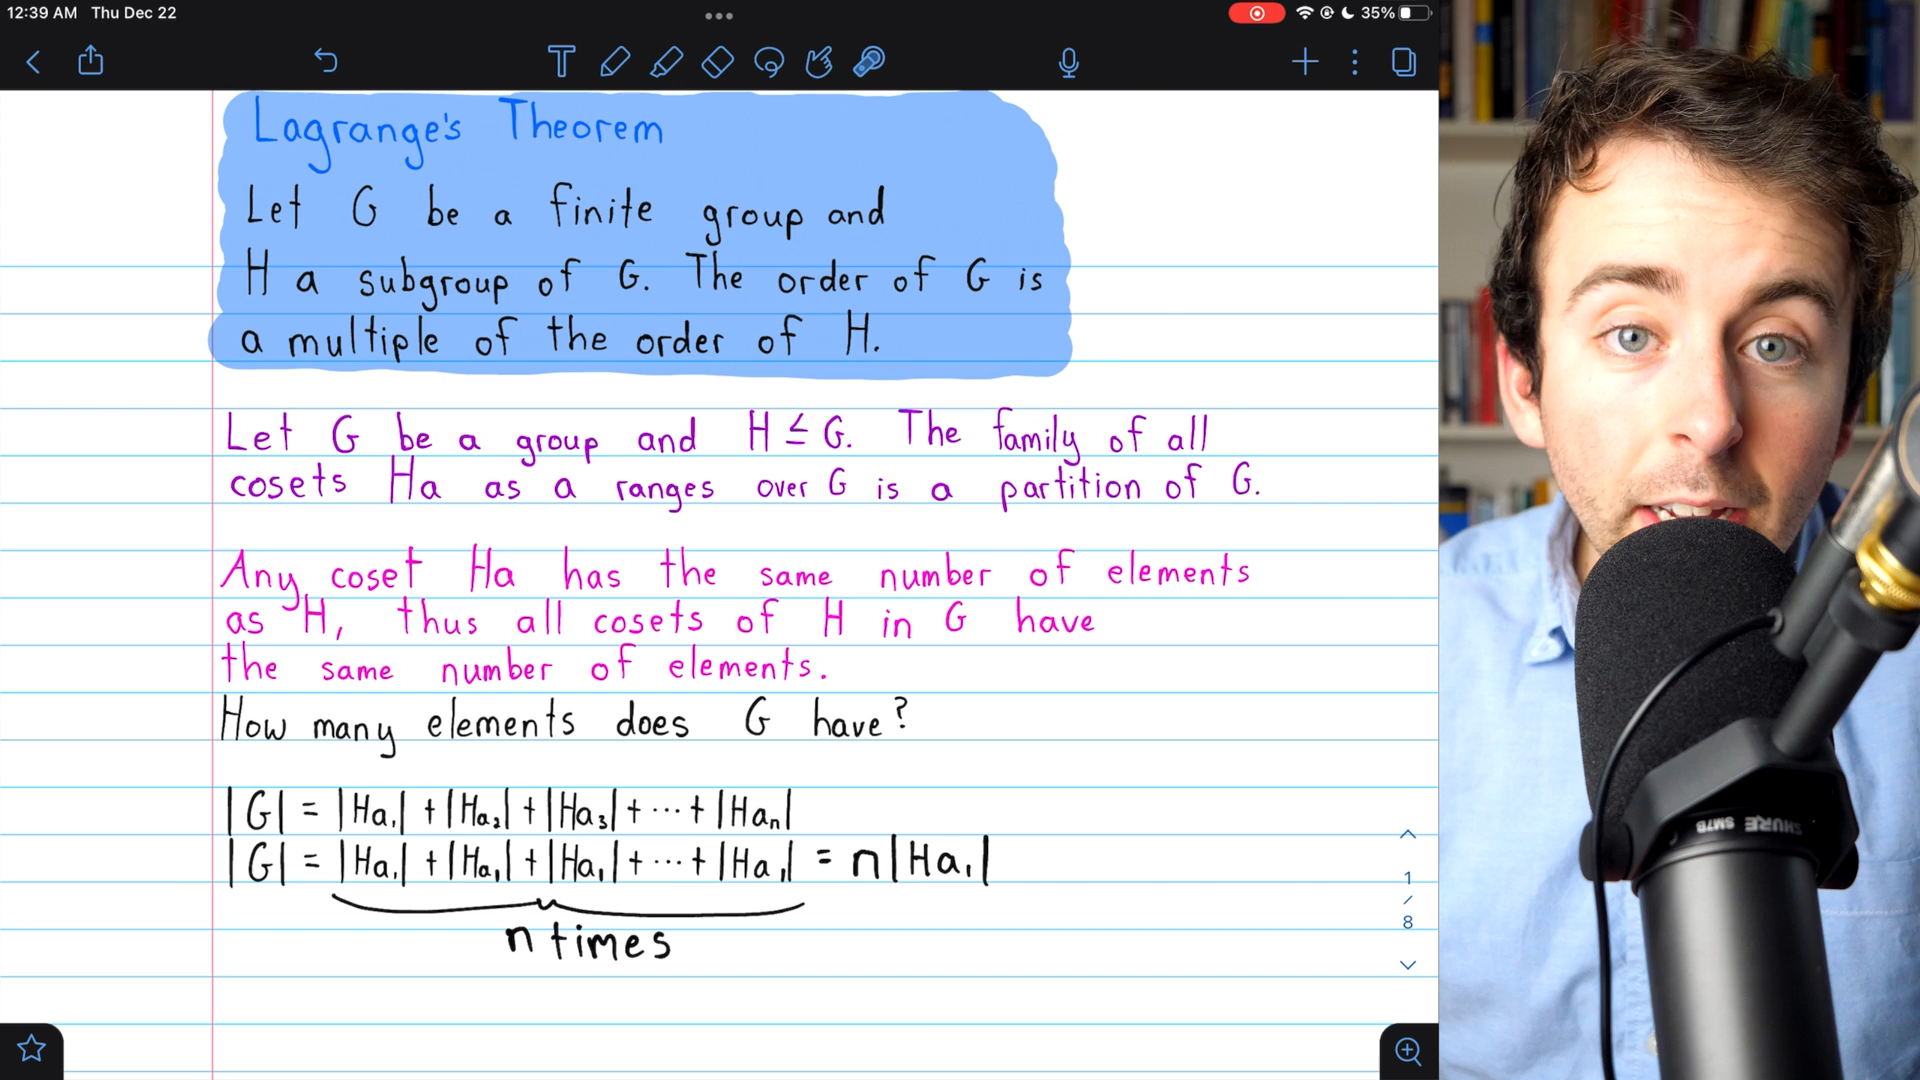 12:39 AM Thu Dec 22
35%
Lagrange's Theorem
Let G be a finite group and
H a subgroup of G. The order of G is
a multiple of the order of H.
Let G be a group and H ≤ G. The family of all
cosets Ha as a ranges over G is a partition of G.
Any coset Ha has the same number of elements
as H, thus all cosets of H in G have
the same number of elements.
How many elements does G have?
|G| = |Ha₁| + |Ha₂| + |Ha₃| + ··· + |Haₙ|
|G| = |Ha₁| + |Ha₁| + |Ha₁| + ··· + |Ha₁| = n|Ha₁|
n times
1
/
8
SHURE SM7B